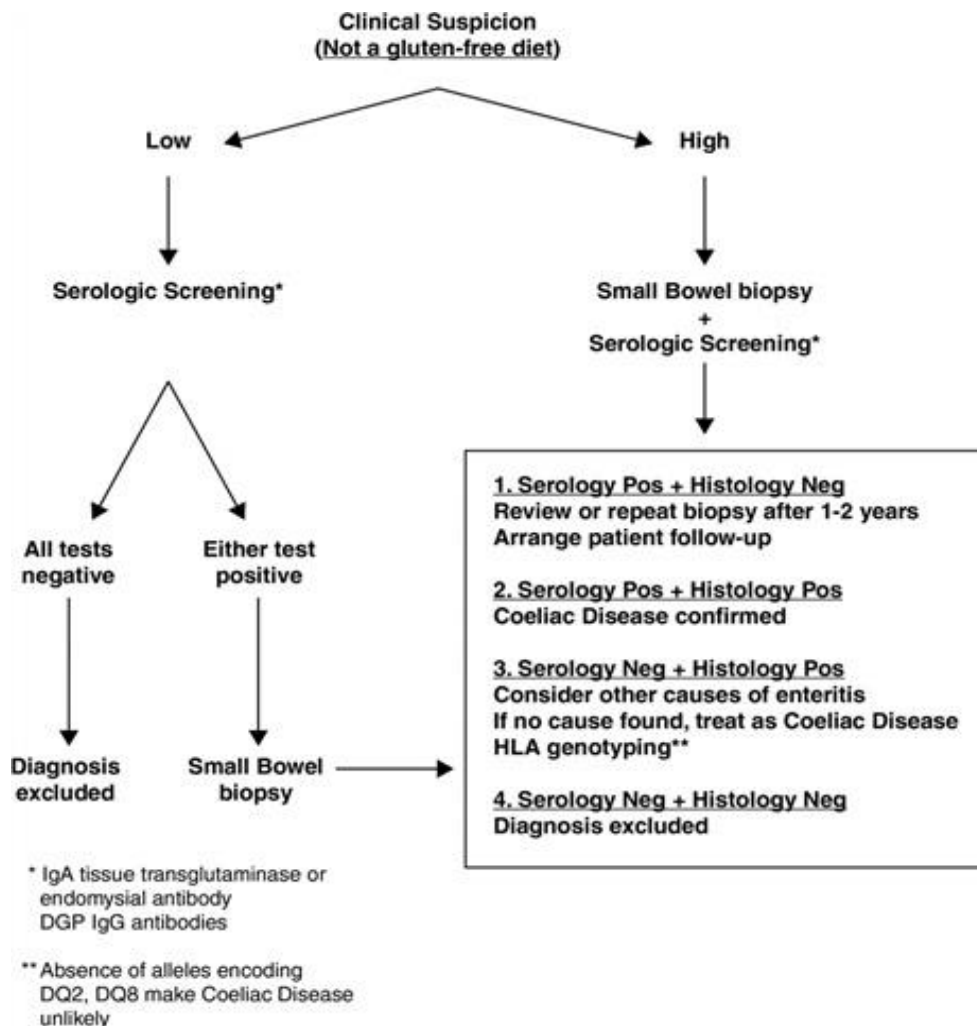 Clinical Suspicion
(Not a gluten-free diet)
Low
High
Serologic Screening*
Small Bowel biopsy
+
Serologic Screening*
All tests
negative
Either test
positive
Diagnosis
excluded
Small Bowel
biopsy
1. Serology Pos + Histology Neg
Review or repeat biopsy after 1-2 years
Arrange patient follow-up
2. Serology Pos + Histology Pos
Coeliac Disease confirmed
3. Serology Neg + Histology Pos
Consider other causes of enteritis
If no cause found, treat as Coeliac Disease
HLA genotyping**
4. Serology Neg + Histology Neg
Diagnosis excluded
* IgA tissue transglutaminase or
endomysial antibody
DGP IgG antibodies
** Absence of alleles encoding
DQ2, DQ8 make Coeliac Disease
unlikely